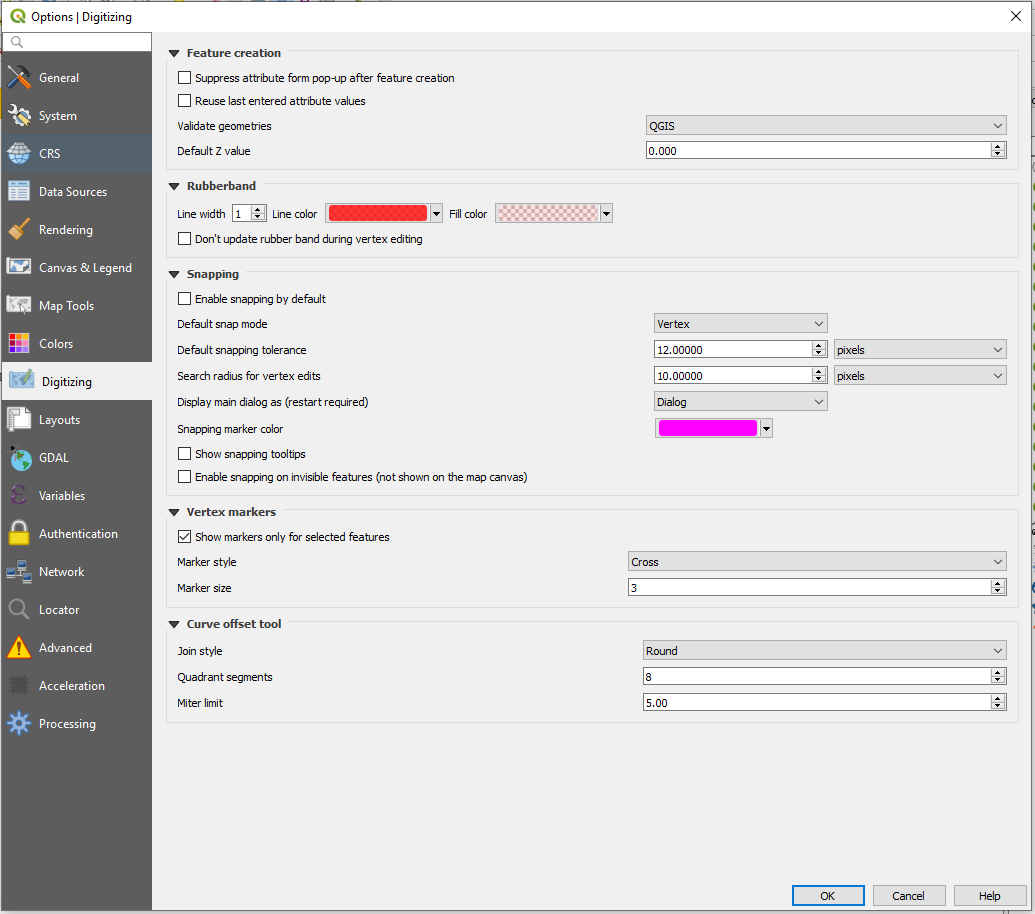 Options | Digitizing
General
System
CRS
Data Sources
Rendering
Canvas & Legend
Map Tools
Colors
Digitizing
Layouts
GDAL
Variables
Authentication
Network
Locator
Advanced
Acceleration
Processing
Feature creation
Suppress attribute form pop-up after feature creation
Reuse last entered attribute values
Validate geometries QGIS
Default Z value 0.000
Rubberband
Line width 1 Line color Fill color
Don't update rubber band during vertex editing
Snapping
Enable snapping by default
Default snap mode Vertex
Default snapping tolerance 12.00000 pixels
Search radius for vertex edits 10.00000 pixels
Display main dialog as (restart required) Dialog
Snapping marker color
Show snapping tooltips
Enable snapping on invisible features (not shown on the map canvas)
Vertex markers
Show markers only for selected features
Marker style Cross
Marker size 3
Curve offset tool
Join style Round
Quadrant segments 8
Miter limit 5.00
OK Cancel Help